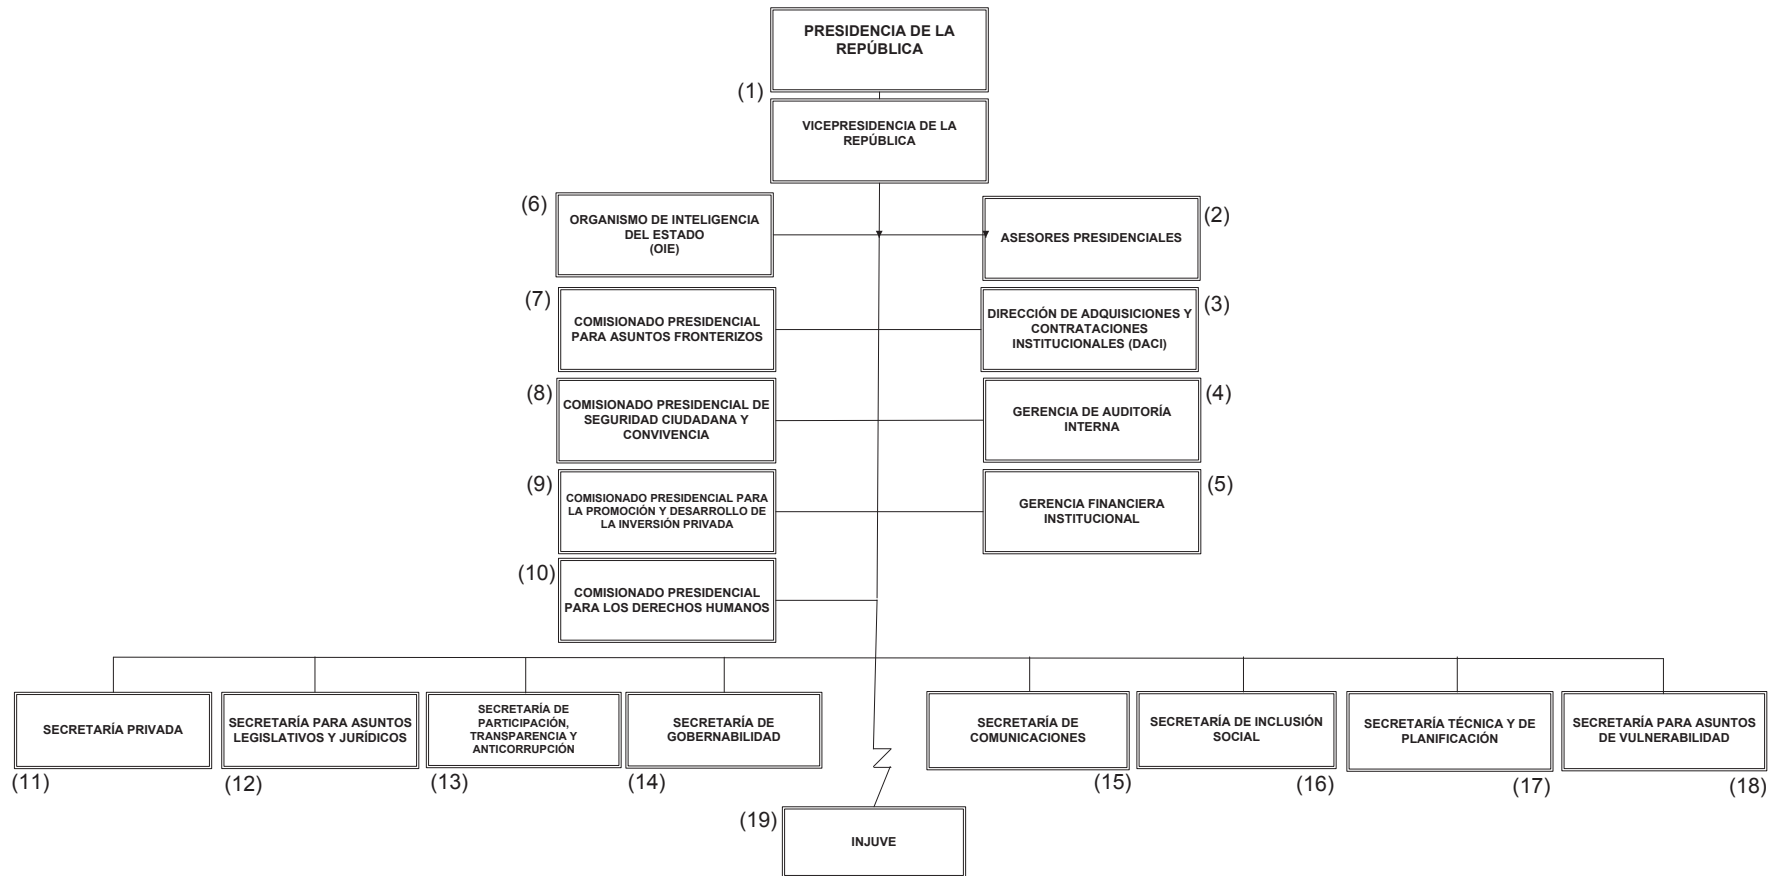 PRESIDENCIA DE LA
REPÚBLICA
(1)
VICEPRESIDENCIA DE LA
REPÚBLICA
(6)
ORGANISMO DE INTELIGENCIA
DEL ESTADO
(OIE)
(2)
ASESORES PRESIDENCIALES
(7)
COMISIONADO PRESIDENCIAL
PARA ASUNTOS FRONTERIZOS
(3)
DIRECCIÓN DE ADQUISICIONES Y
CONTRATACIONES
INSTITUCIONALES (DACI)
(8)
COMISIONADO PRESIDENCIAL DE
SEGURIDAD CIUDADANA Y
CONVIVENCIA
(4)
GERENCIA DE AUDITORÍA
INTERNA
(9)
COMISIONADO PRESIDENCIAL PARA
LA PROMOCIÓN Y DESARROLLO DE
LA INVERSIÓN PRIVADA
(5)
GERENCIA FINANCIERA
INSTITUCIONAL
(10)
COMISIONADO PRESIDENCIAL
PARA LOS DERECHOS HUMANOS
SECRETARÍA PRIVADA
(11)
SECRETARÍA PARA ASUNTOS
LEGISLATIVOS Y JURÍDICOS
(12)
SECRETARÍA DE
PARTICIPACIÓN,
TRANSPARENCIA Y
ANTICORRUPCIÓN
(13)
SECRETARÍA DE
GOBERNABILIDAD
(14)
SECRETARÍA DE
COMUNICACIONES
(15)
SECRETARÍA DE INCLUSIÓN
SOCIAL
(16)
SECRETARÍA TÉCNICA Y DE
PLANIFICACIÓN
(17)
SECRETARÍA PARA ASUNTOS
DE VULNERABILIDAD
(18)
(19)
INJUVE